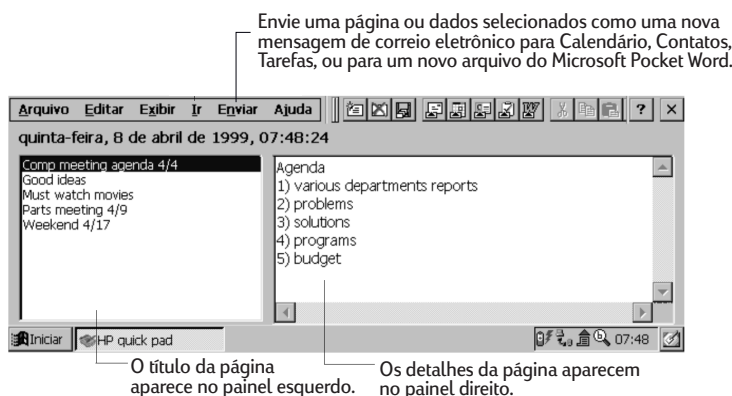 Envie uma página ou dados selecionados como uma nova
mensagem de correio eletrônico para Calendário, Contatos,
Tarefas, ou para um novo arquivo do Microsoft Pocket Word.
Arquivo Editar Exibir Ir Enviar Ajuda ? ×
quinta-feira, 8 de abril de 1999, 07:48:24
Comp meeting agenda 4/4
Good ideas
Must watch movies
Parts meeting 4/9
Weekend 4/17
Agenda
1) various departments reports
2) problems
3) solutions
4) programs
5) budget
Iniciar HP quick pad 07:48
O título da página
aparece no painel esquerdo.
Os detalhes da página aparecem
no painel direito.